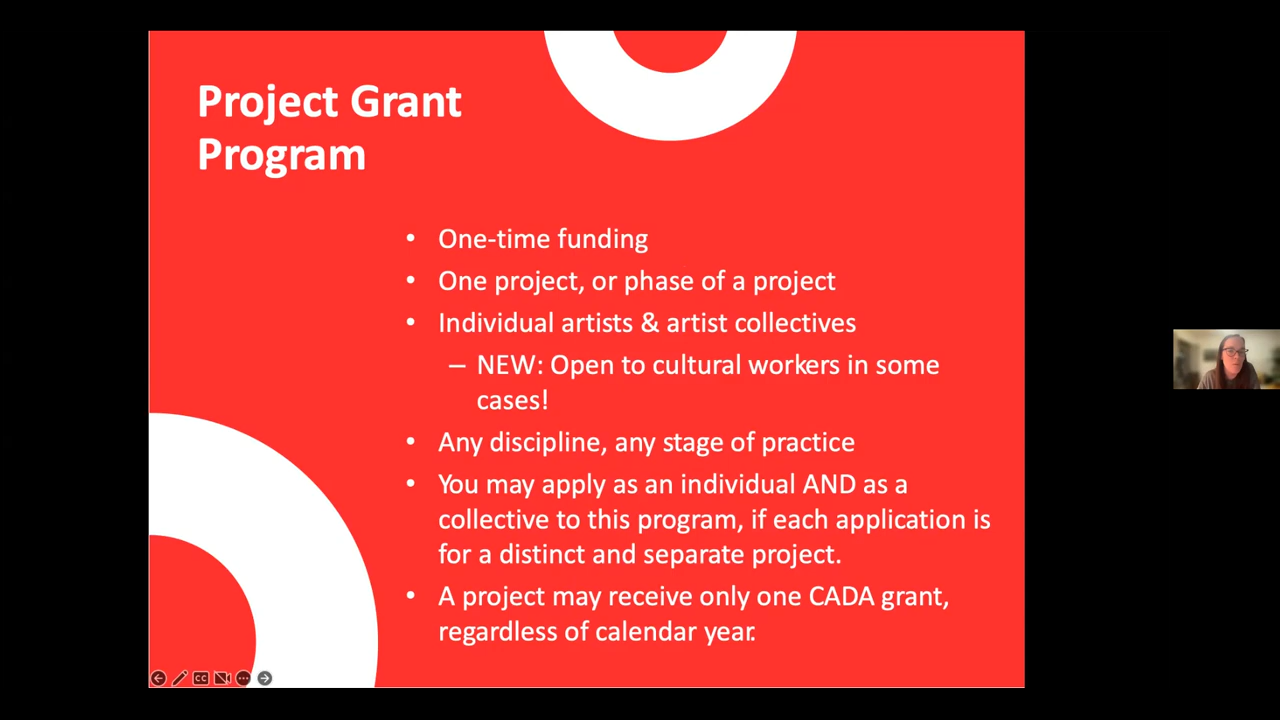 Project Grant
Program
• One-time funding
• One project, or phase of a project
• Individual artists & artist collectives
– NEW: Open to cultural workers in some
cases!
• Any discipline, any stage of practice
• You may apply as an individual AND as a
collective to this program, if each application is
for a distinct and separate project.
• A project may receive only one CADA grant,
regardless of calendar year.
CC